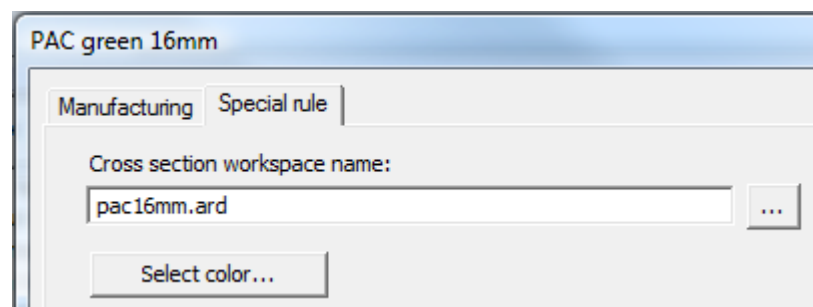 PAC green 16mm
Manufacturing Special rule
Cross section workspace name:
pac16mm.ard ...
Select color...